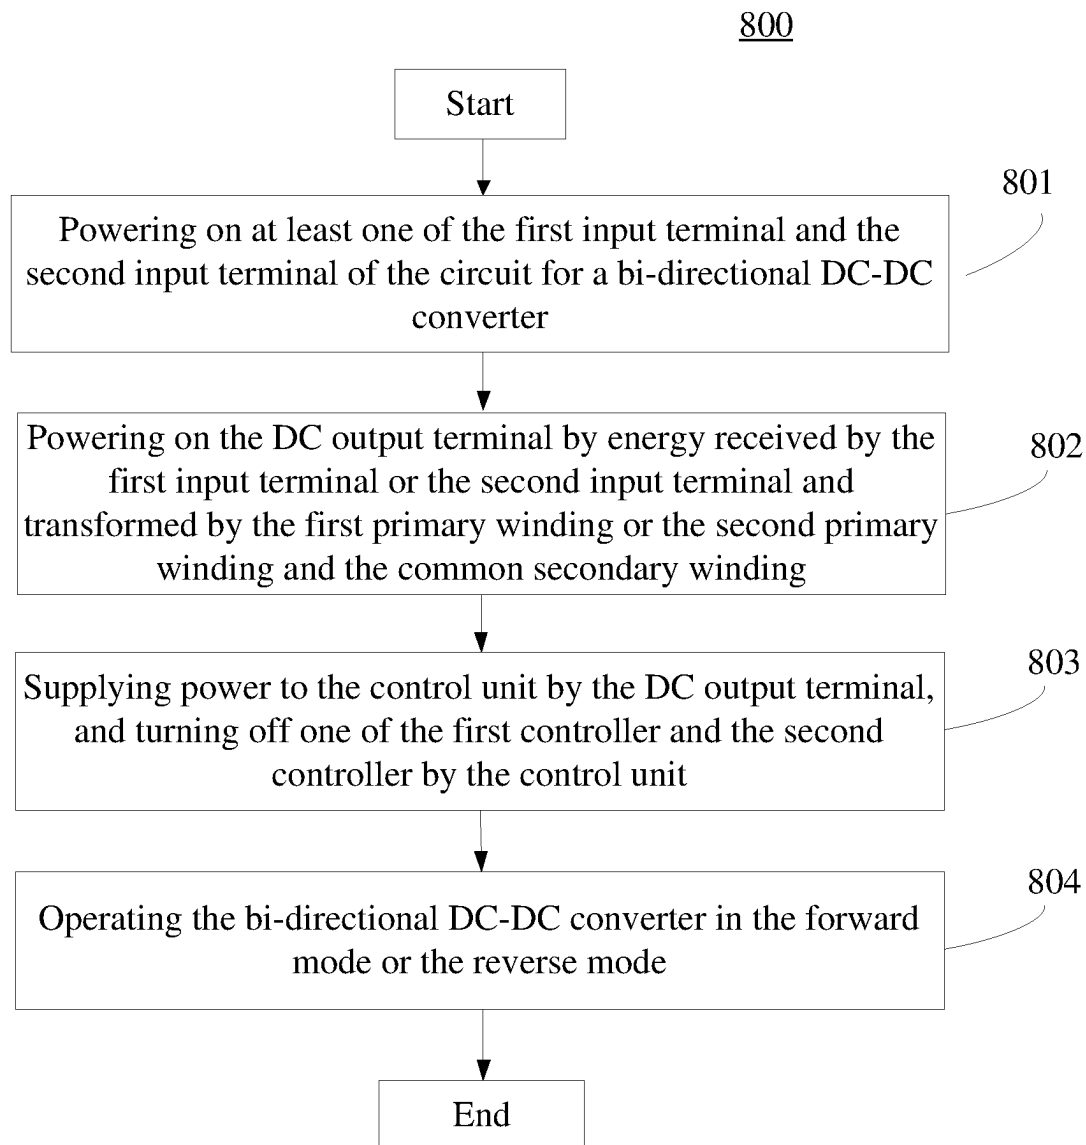 800
Start
801
Powering on at least one of the first input terminal and the
second input terminal of the circuit for a bi-directional DC-DC
converter
802
Powering on the DC output terminal by energy received by the
first input terminal or the second input terminal and
transformed by the first primary winding or the second primary
winding and the common secondary winding
803
Supplying power to the control unit by the DC output terminal,
and turning off one of the first controller and the second
controller by the control unit
804
Operating the bi-directional DC-DC converter in the forward
mode or the reverse mode
End